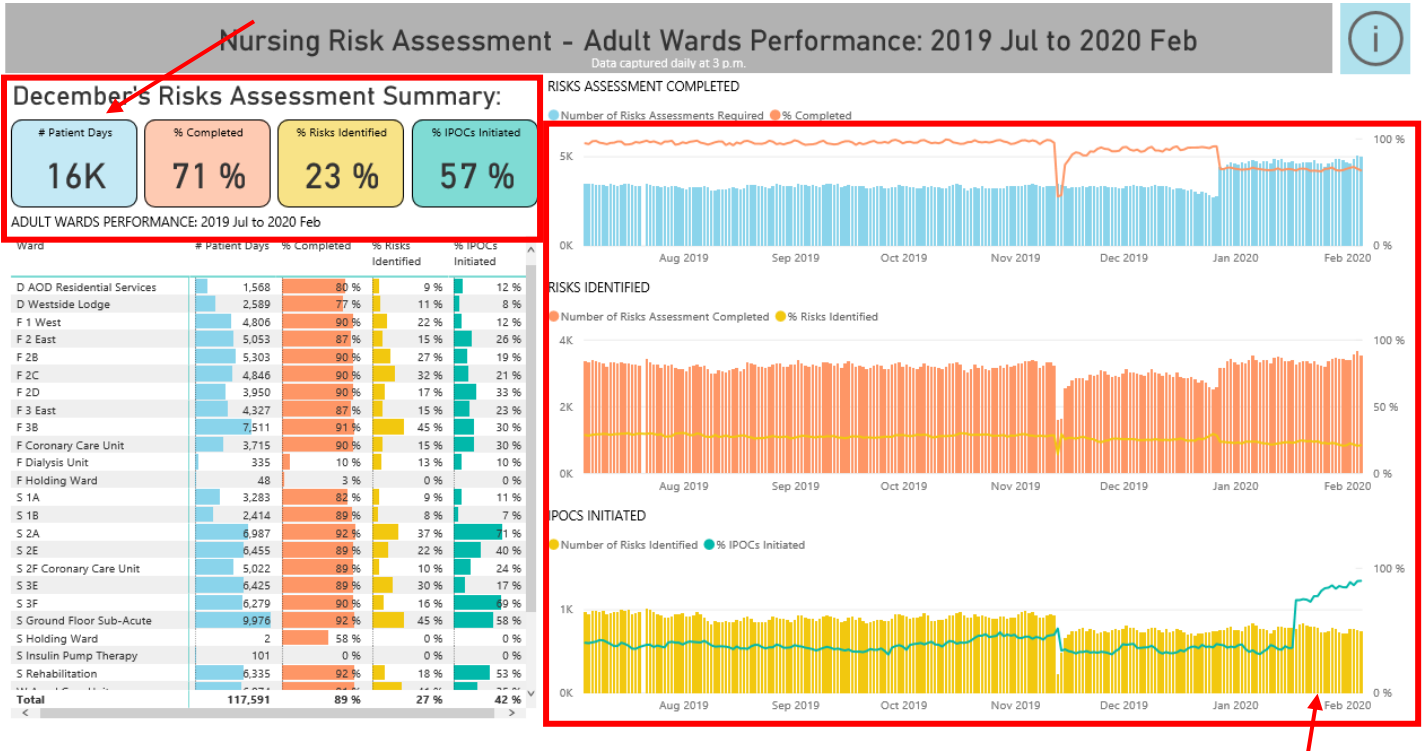 Nursing Risk Assessment - Adult Wards Performance: 2019 Jul to 2020 Feb
Data captured daily at 3 p.m.
i
December's Risks Assessment Summary:
# Patient Days % Completed % Risks Identified % IPOCs Initiated
16K 71 % 23 % 57 %
ADULT WARDS PERFORMANCE: 2019 Jul to 2020 Feb
Ward # Patient Days % Completed % Risks % IPOCs
Identified Initiated
D AOD Residential Services 1,568 80 % 9 % 12 %
D Westside Lodge 2,589 77 % 11 % 8 %
F 1 West 4,806 90 % 22 % 12 %
F 2 East 5,053 87 % 15 % 26 %
F 2B 5,303 90 % 27 % 19 %
F 2C 4,846 90 % 32 % 21 %
F 2D 3,950 90 % 17 % 33 %
F 3 East 4,327 87 % 15 % 23 %
F 3B 7,511 91 % 45 % 30 %
F Coronary Care Unit 3,715 90 % 15 % 30 %
F Dialysis Unit 335 10 % 13 % 10 %
F Holding Ward 48 3 % 0 % 0 %
S 1A 3,283 82 % 9 % 11 %
S 1B 2,414 89 % 8 % 7 %
S 2A 6,987 92 % 37 % 71 %
S 2E 6,455 89 % 22 % 40 %
S 2F Coronary Care Unit 5,022 89 % 10 % 24 %
S 3E 6,425 89 % 30 % 17 %
S 3F 6,279 90 % 16 % 69 %
S Ground Floor Sub-Acute 9,976 92 % 45 % 58 %
S Holding Ward 2 58 % 0 % 0 %
S Insulin Pump Therapy 101 0 % 0 % 0 %
S Rehabilitation 6,335 92 % 18 % 53 %
Total 117,591 89 % 27 % 42 %
RISKS ASSESSMENT COMPLETED
Number of Risks Assessments Required % Completed
100 %
5K
0K 0 %
Aug 2019 Sep 2019 Oct 2019 Nov 2019 Dec 2019 Jan 2020 Feb 2020
RISKS IDENTIFIED
Number of Risks Assessment Completed % Risks Identified
4K 100 %
2K 50 %
0K 0 %
Aug 2019 Sep 2019 Oct 2019 Nov 2019 Dec 2019 Jan 2020 Feb 2020
IPOCS INITIATED
Number of Risks Identified % IPOCs Initiated
100 %
1K
0K 0 %
Aug 2019 Sep 2019 Oct 2019 Nov 2019 Dec 2019 Jan 2020 Feb 2020